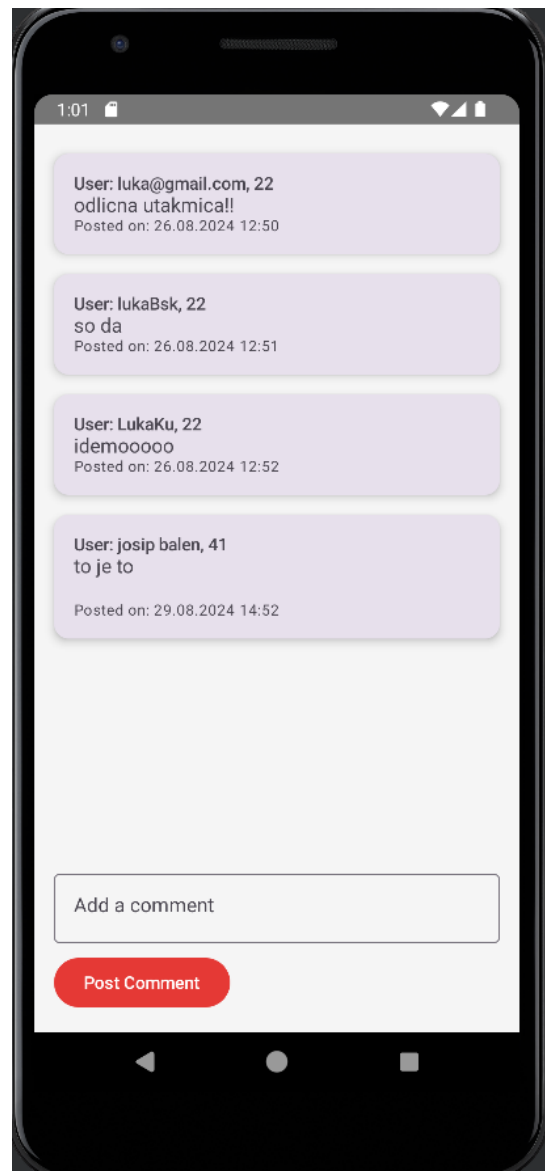 1:01
User: luka@gmail.com, 22
odlicna utakmica!!
Posted on: 26.08.2024 12:50
User: lukaBsk, 22
so da
Posted on: 26.08.2024 12:51
User: LukaKu, 22
idemooooo
Posted on: 26.08.2024 12:52
User: josip balen, 41
to je to
Posted on: 29.08.2024 14:52
Add a comment
Post Comment